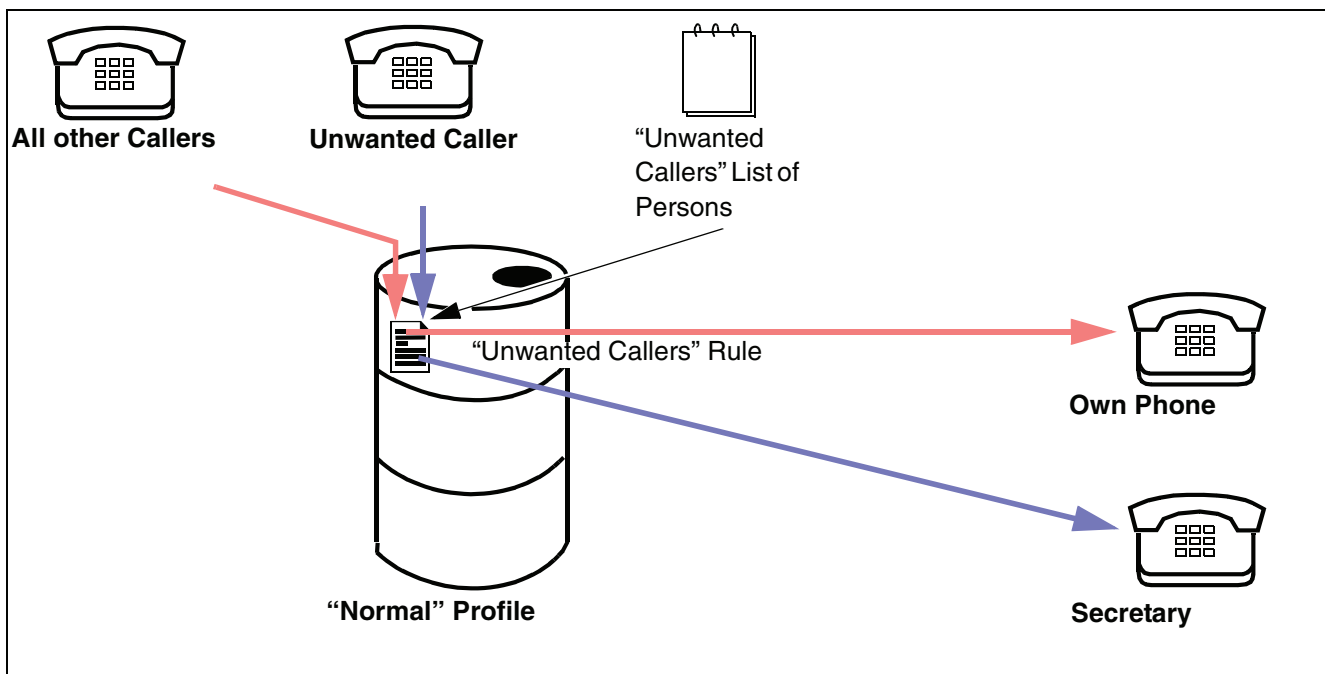 All other Callers
Unwanted Caller
“Unwanted
Callers” List of
Persons
“Unwanted Callers” Rule
Own Phone
Secretary
“Normal” Profile